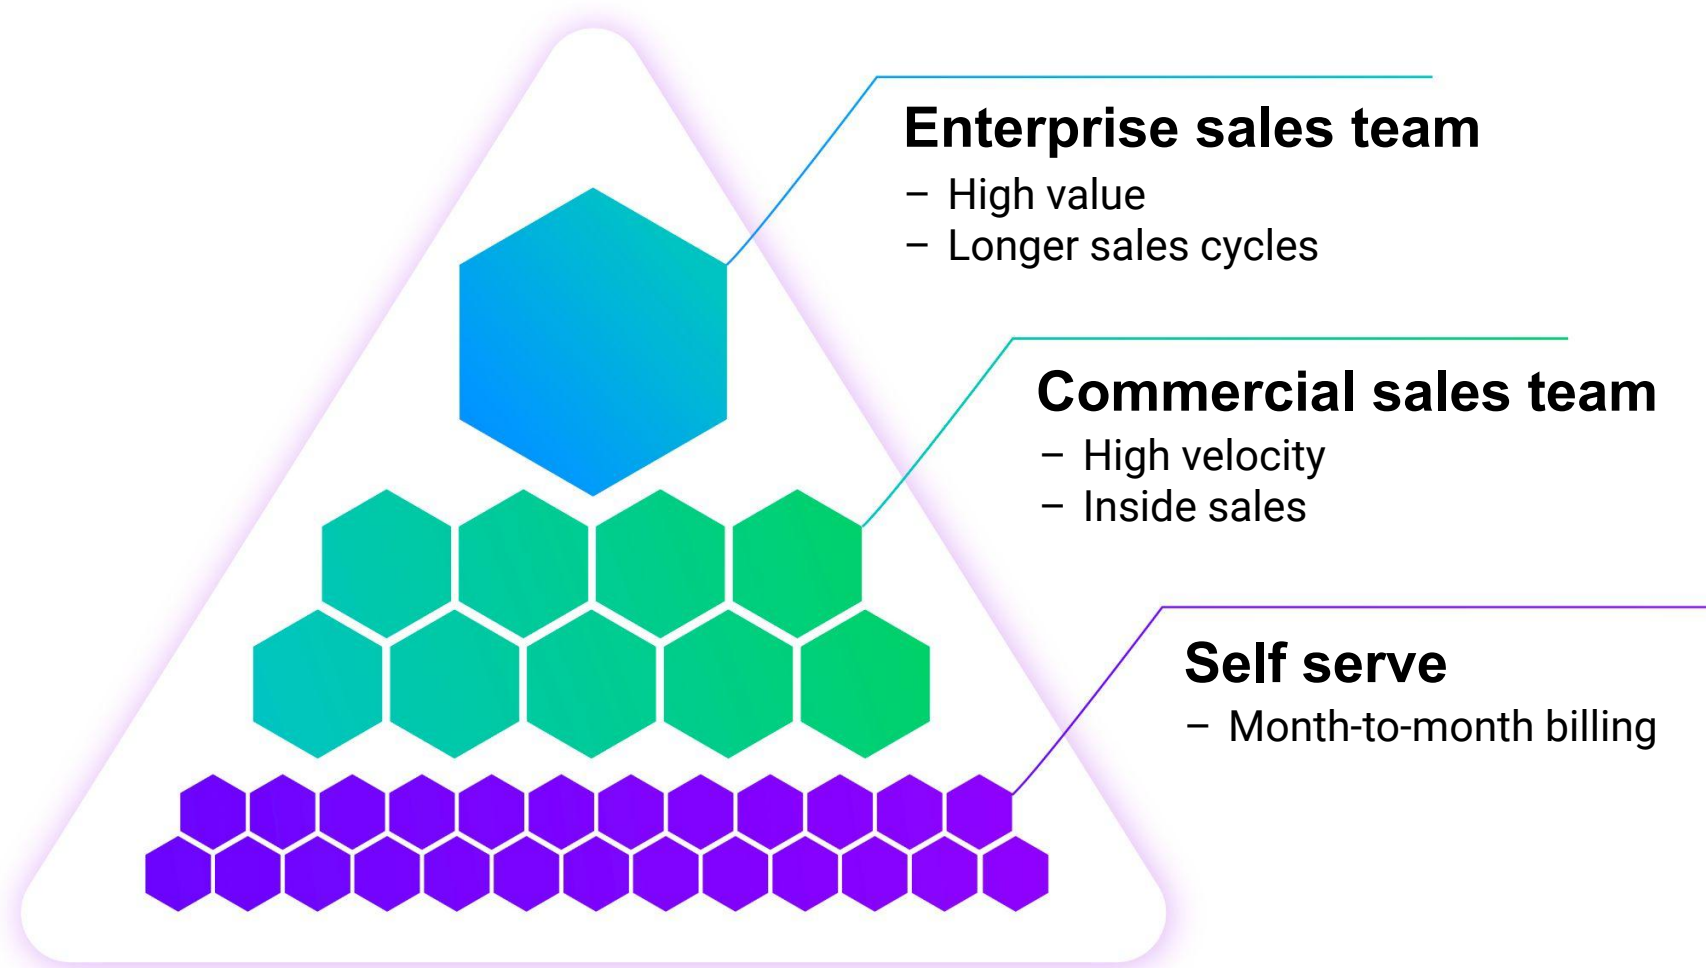 Enterprise sales team
– High value
– Longer sales cycles
Commercial sales team
– High velocity
– Inside sales
Self serve
– Month-to-month billing